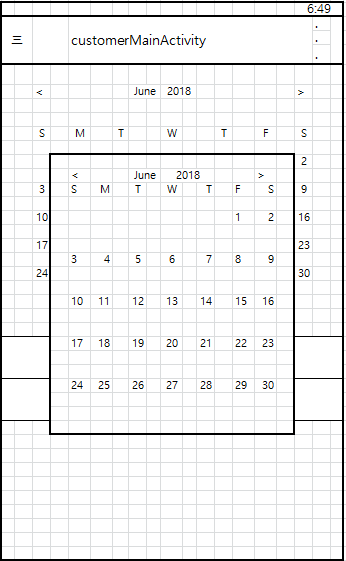 6:49
三 customerMainActivity
< June 2018 >
S M T W T F S
2
< June 2018 >
3 S M T W T F S 9
10 1 2 16
17 23
3 4 5 6 7 8 9
24 30
10 11 12 13 14 15 16
17 18 19 20 21 22 23
24 25 26 27 28 29 30